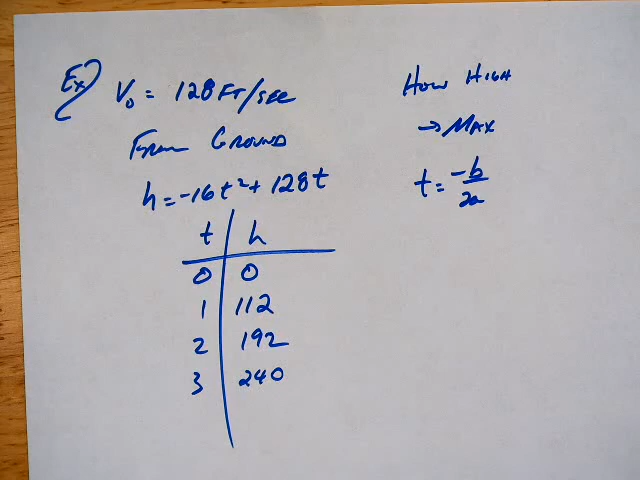 Ex) V₀ = 128 FT/SEC
FROM GROUND
h = -16t² + 128t
t h
0 0
1 112
2 192
3 240
HOW HIGH
→ MAX
t = -b/2a